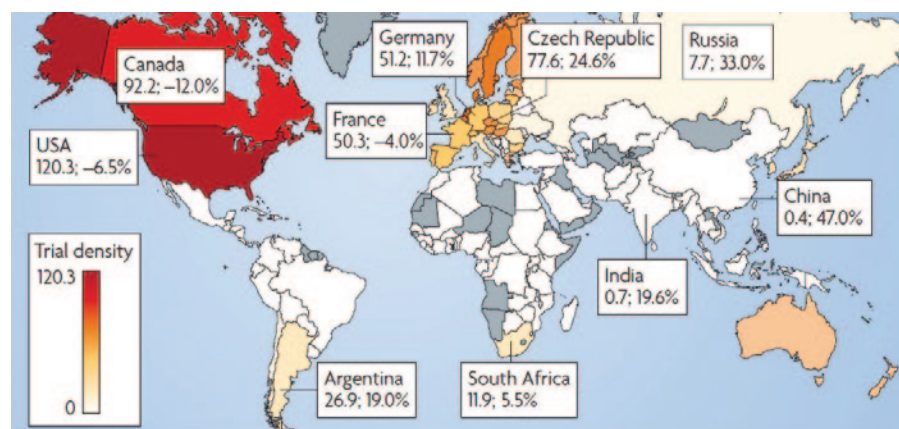 Canada
92.2; –12.0%
Germany
51.2; 11.7%
Czech Republic
77.6; 24.6%
Russia
7.7; 33.0%
USA
120.3; –6.5%
France
50.3; –4.0%
China
0.4; 47.0%
India
0.7; 19.6%
Trial density
120.3
0
Argentina
26.9; 19.0%
South Africa
11.9; 5.5%